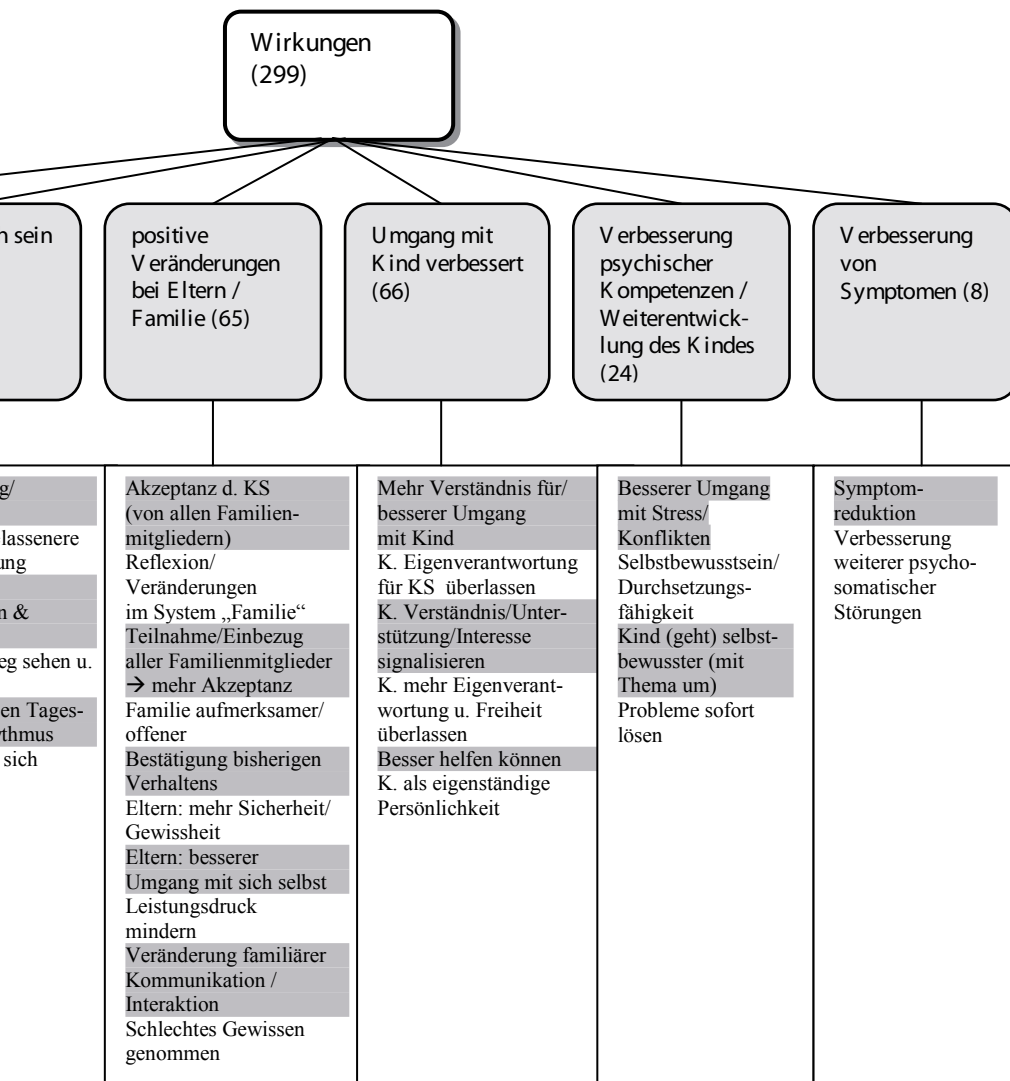 Wirkungen
(299)
sein
positive
Veränderungen
bei Eltern /
Familie (65)
Umgang mit
Kind verbessert
(66)
Verbesserung
psychischer
Kompetenzen /
Weiterentwick-
lung des Kindes
(24)
Verbesserung
von
Symptomen (8)
&
sehen u.
Tages-
sich
Akzeptanz d. KS
(von allen Familien-
mitgliedern)
Reflexion/
Veränderungen
im System „Familie“
Teilnahme/Einbezug
aller Familienmitglieder
→ mehr Akzeptanz
Familie aufmerksamer/
offener
Bestätigung bisherigen
Verhaltens
Eltern: mehr Sicherheit/
Gewissheit
Eltern: besserer
Umgang mit sich selbst
Leistungsdruck
mindern
Veränderung familiärer
Kommunikation /
Interaktion
Schlechtes Gewissen
genommen
Mehr Verständnis für/
besserer Umgang
mit Kind
K. Eigenverantwortung
für KS überlassen
K. Verständnis/Unter-
stützung/Interesse
signalisieren
K. mehr Eigenverant-
wortung u. Freiheit
überlassen
Besser helfen können
K. als eigenständige
Persönlichkeit
Besserer Umgang
mit Stress/
Konflikten
Selbstbewusstsein/
Durchsetzungs-
fähigkeit
Kind (geht) selbst-
bewusster (mit
Thema um)
Probleme sofort
lösen
Symptom-
reduktion
Verbesserung
weiterer psycho-
somatischer
Störungen